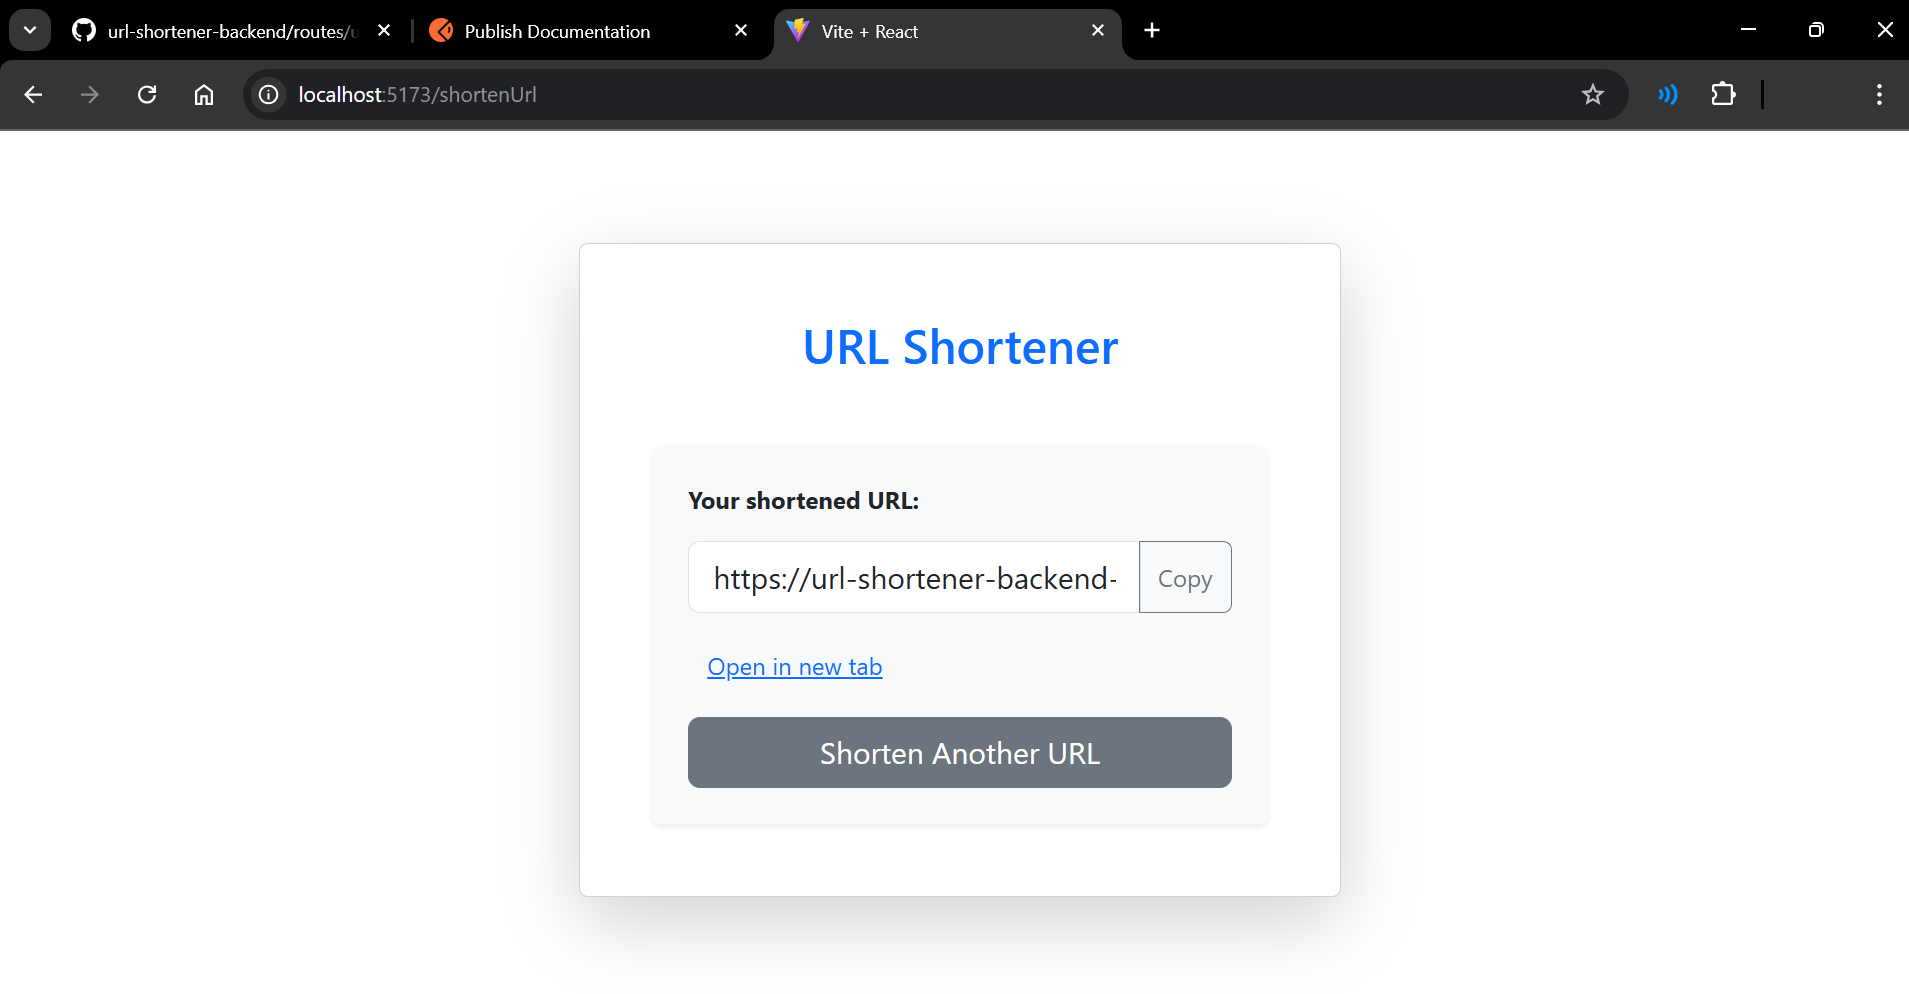 url-shortener-backend/routes/u
Publish Documentation
Vite + React
localhost:5173/shortenUrl
URL Shortener
Your shortened URL:
https://url-shortener-backend-
Copy
Open in new tab
Shorten Another URL